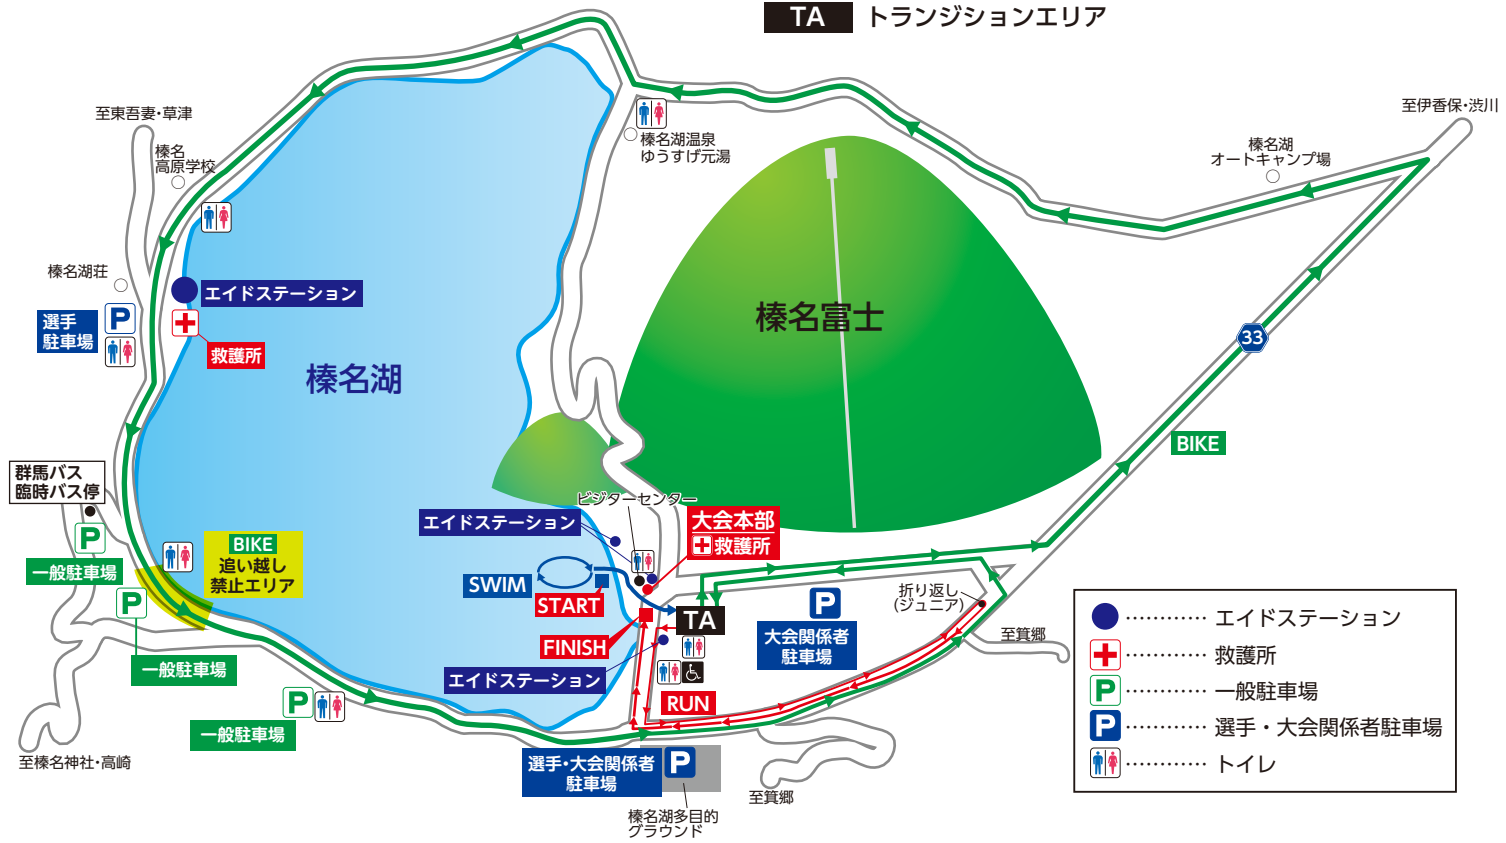 TA トランジションエリア
至東吾妻・草津
榛名
高原学校
榛名湖荘
選手
駐車場
P
エイドステーション
救護所
榛名湖
榛名湖温泉
ゆうすげ元湯
榛名富士
榛名湖
オートキャンプ場
至伊香保・渋川
33
BIKE
群馬バス
臨時バス停
P
一般駐車場
P
一般駐車場
BIKE
追い越し
禁止エリア
P
一般駐車場
至榛名神社・高崎
ビジターセンター
エイドステーション
大会本部
救護所
SWIM
START
FINISH
TA
エイドステーション
RUN
P
大会関係者
駐車場
折り返し
(ジュニア)
至箕郷
選手・大会関係者
駐車場
P
榛名湖多目的
グラウンド
至箕郷
………… エイドステーション
………… 救護所
P ………… 一般駐車場
P ………… 選手・大会関係者駐車場
………… トイレ